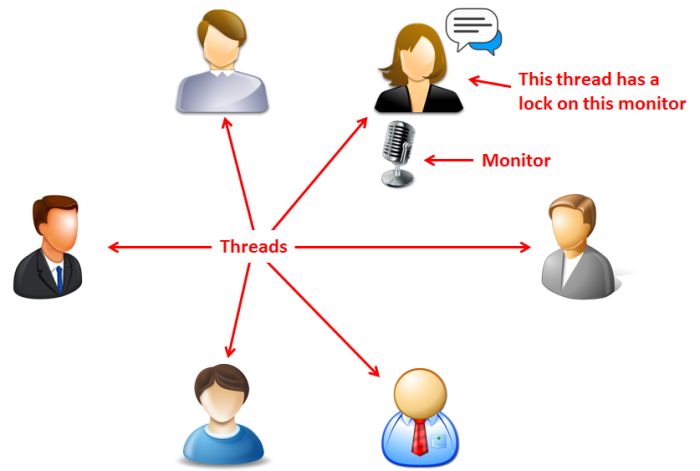 This thread has a
lock on this monitor
Monitor
Threads